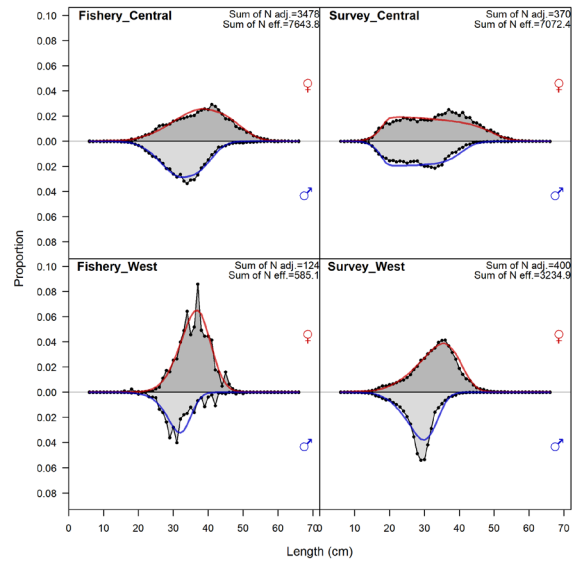 Fishery_Central
Sum of N adj.=3478
Sum of N eff.=7643.8
♀
♂
Survey_Central
Sum of N adj.=370
Sum of N eff.=7072.4
♀
♂
Fishery_West
Sum of N adj.=124
Sum of N eff.=585.1
♀
♂
Survey_West
Sum of N adj.=400
Sum of N eff.=3234.9
♀
♂
Proportion
0.10
0.08
0.06
0.04
0.02
0.00
0.02
0.04
0.06
0.08
0.10
0.08
0.06
0.04
0.02
0.00
0.02
0.04
0.06
0.08
0 10 20 30 40 50 60 70 0 10 20 30 40 50 60 70
Length (cm)